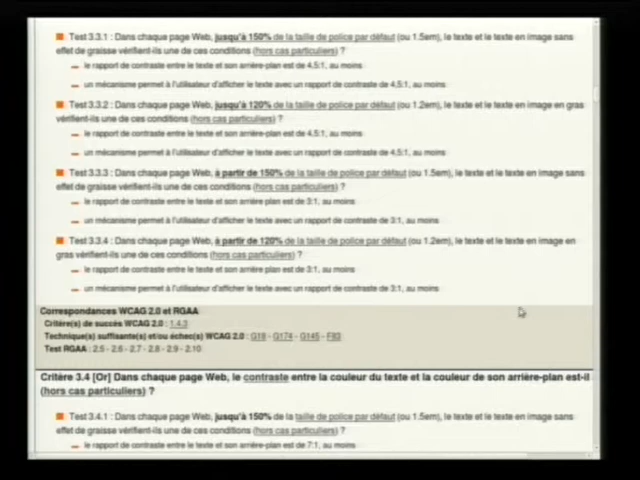 Test 3.3.1 : Dans chaque page Web, jusqu'à 150% de la taille de police par défaut (ou 1.5em), le texte et le texte en image sans
effet de graisse vérifient-ils une de ces conditions (hors cas particuliers) ?
le rapport de contraste entre le texte et son arrière-plan est de 4,5:1, au moins
un mécanisme permet à l'utilisateur d'afficher le texte avec un rapport de contraste de 4,5:1, au moins
Test 3.3.2 : Dans chaque page Web, jusqu'à 120% de la taille de police par défaut (ou 1.2em), le texte et le texte en image en gras
vérifient-ils une de ces conditions (hors cas particuliers) ?
le rapport de contraste entre le texte et son arrière-plan est de 4,5:1, au moins
un mécanisme permet à l'utilisateur d'afficher le texte avec un rapport de contraste de 4,5:1, au moins
Test 3.3.3 : Dans chaque page Web, à partir de 150% de la taille de police par défaut (ou 1.5em), le texte et le texte en image sans
effet de graisse vérifient-ils une de ces conditions (hors cas particuliers) ?
le rapport de contraste entre le texte et son arrière-plan est de 3:1, au moins
un mécanisme permet à l'utilisateur d'afficher le texte avec un rapport de contraste de 3:1, au moins
Test 3.3.4 : Dans chaque page Web, à partir de 120% de la taille de police par défaut (ou 1.2em), le texte et le texte en image en
gras vérifient-ils une de ces conditions (hors cas particuliers) ?
le rapport de contraste entre le texte et son arrière-plan est de 3:1, au moins
un mécanisme permet à l'utilisateur d'afficher le texte avec un rapport de contraste de 3:1, au moins
Correspondances WCAG 2.0 et RGAA
Critère(s) de succès WCAG 2.0 : 1.4.3
Technique(s) suffisante(s) et/ou échec(s) WCAG 2.0 : G18 - G174 - G145 - F83
Test RGAA : 2.5 - 2.6 - 2.7 - 2.8 - 2.9 - 2.10
Critère 3.4 [Or] Dans chaque page Web, le contraste entre la couleur du texte et la couleur de son arrière-plan est-il
(hors cas particuliers) ?
Test 3.4.1 : Dans chaque page Web, jusqu'à 150% de la taille de police par défaut (ou 1.5em), le texte et le texte en image sans
effet de graisse vérifient-ils une de ces conditions (hors cas particuliers) ?
le rapport de contraste entre le texte et son arrière-plan est de 7:1, au moins